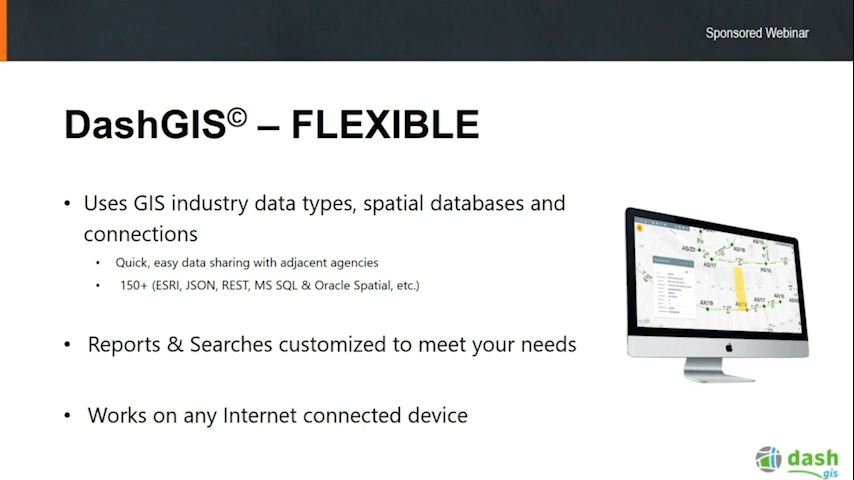 Sponsored Webinar
DashGIS© – FLEXIBLE
• Uses GIS industry data types, spatial databases and
connections
• Quick, easy data sharing with adjacent agencies
• 150+ (ESRI, JSON, REST, MS SQL & Oracle Spatial, etc.)
• Reports & Searches customized to meet your needs
• Works on any Internet connected device
dash
gis